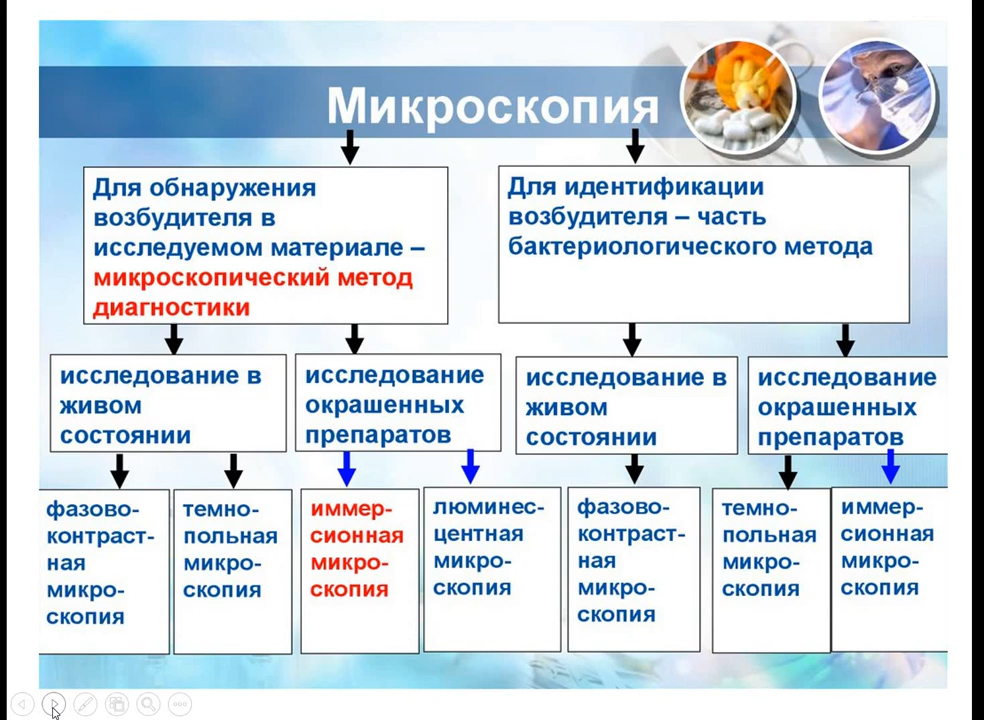 Микроскопия
Для обнаружения
возбудителя в
исследуемом материале –
микроскопический метод
диагностики
Для идентификации
возбудителя – часть
бактериологического метода
исследование в
живом
состоянии
исследование
окрашенных
препаратов
исследование в
живом
состоянии
исследование
окрашенных
препаратов
фазово-
контраст-
ная
микро-
скопия
темно-
польная
микро-
скопия
иммер-
сионная
микро-
скопия
люминес-
центная
микро-
скопия
фазово-
контраст-
ная
микро-
скопия
темно-
польная
микро-
скопия
иммер-
сионная
микро-
скопия